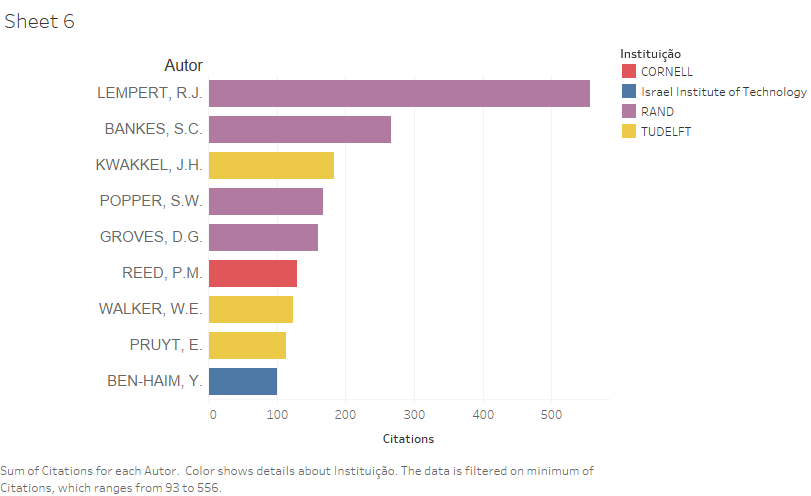 Sheet 6
Autor
LEMPERT, R.J.
BANKES, S.C.
KWAKKEL, J.H.
POPPER, S.W.
GROVES, D.G.
REED, P.M.
WALKER, W.E.
PRUYT, E.
BEN-HAIM, Y.
0 100 200 300 400 500
Citations
Instituição
CORNELL
Israel Institute of Technology
RAND
TUDELFT
Sum of Citations for each Autor. Color shows details about Instituição. The data is filtered on minimum of
Citations, which ranges from 93 to 556.